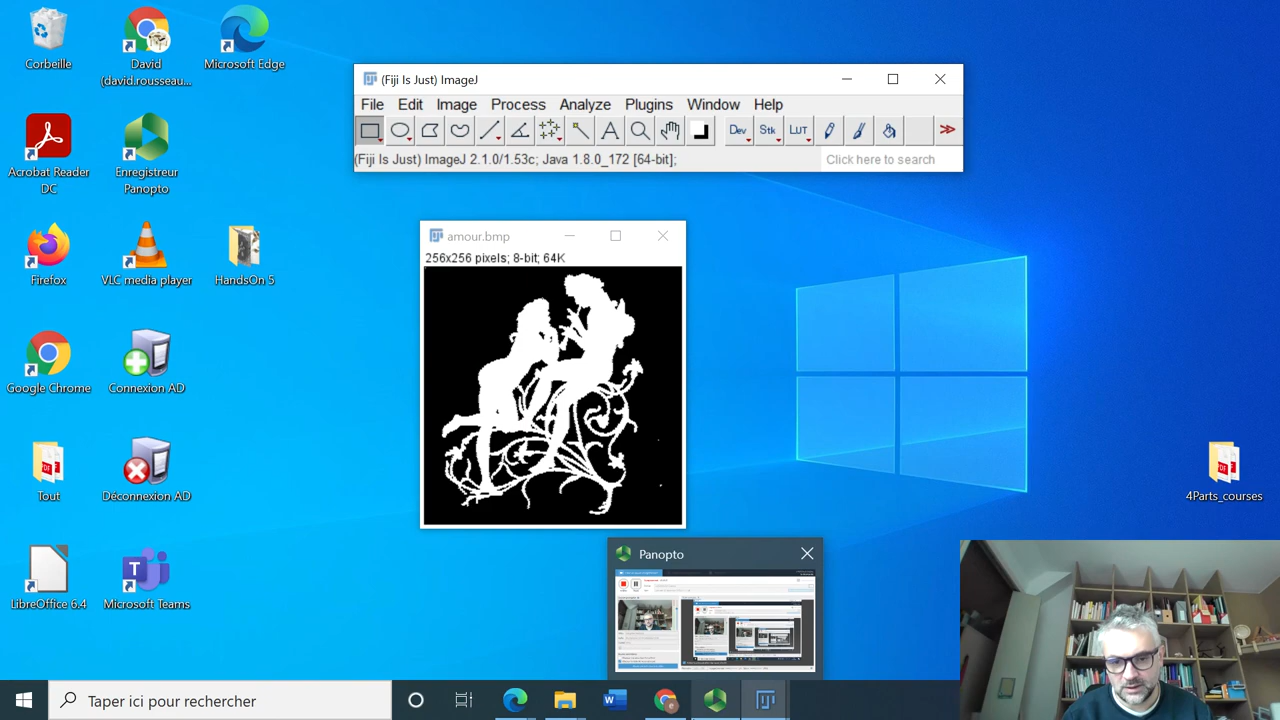 Corbeille
David
(david.rousseau...
Microsoft Edge
Acrobat Reader
DC
Enregistreur
Panopto
Firefox
VLC media player
HandsOn 5
Google Chrome
Connexion AD
Tout
Déconnexion AD
LibreOffice 6.4
Microsoft Teams
(Fiji Is Just) ImageJ
File Edit Image Process Analyze Plugins Window Help
Dev Stk LUT
(Fiji Is Just) ImageJ 2.1.0/1.53c; Java 1.8.0_172 [64-bit];
Click here to search
amour.bmp
256x256 pixels; 8-bit; 64K
4Parts_courses
Panopto
Taper ici pour rechercher